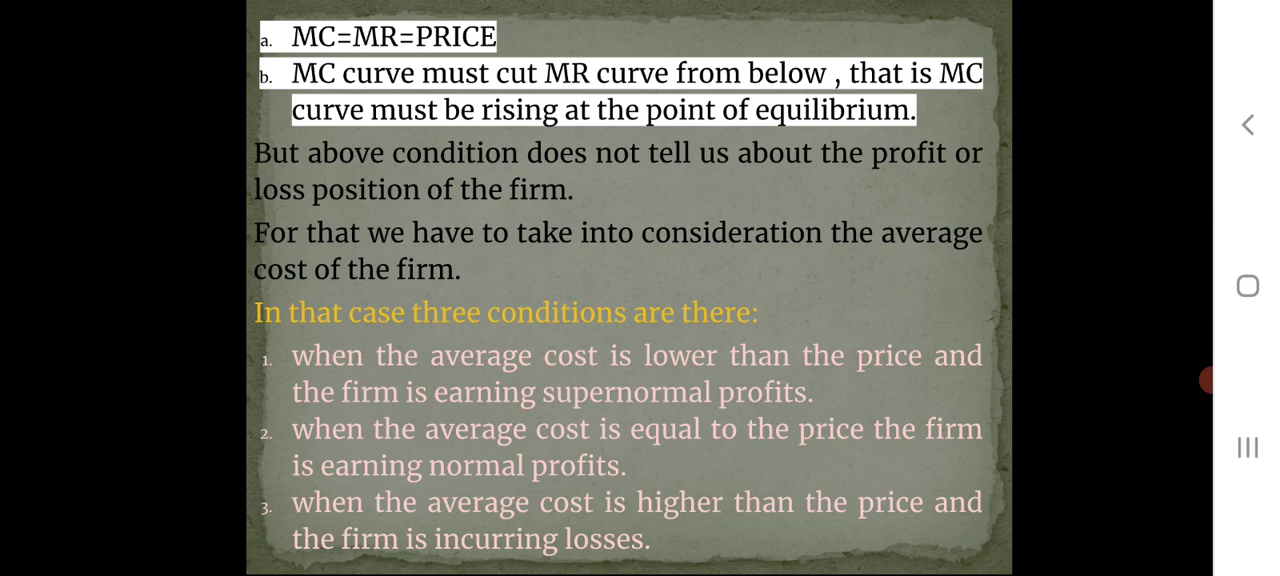 a. MC=MR=PRICE
b. MC curve must cut MR curve from below , that is MC
curve must be rising at the point of equilibrium.
But above condition does not tell us about the profit or
loss position of the firm.
For that we have to take into consideration the average
cost of the firm.
In that case three conditions are there:
1. when the average cost is lower than the price and
the firm is earning supernormal profits.
2. when the average cost is equal to the price the firm
is earning normal profits.
3. when the average cost is higher than the price and
the firm is incurring losses.